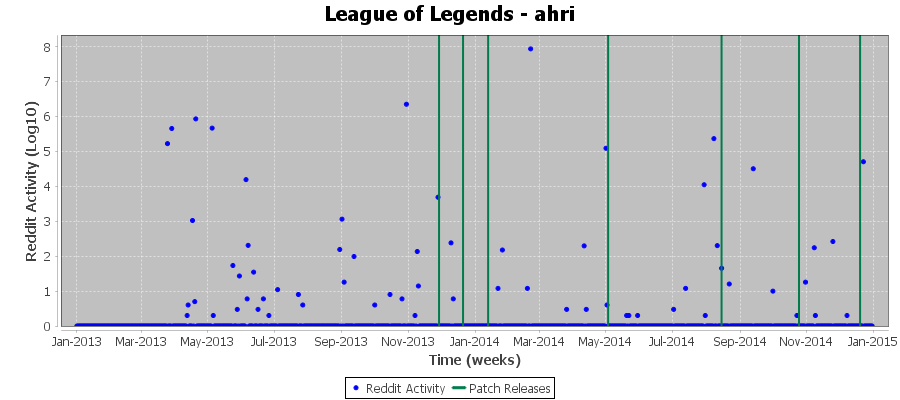 League of Legends - ahri
Reddit Activity (Log10)
8
7
6
5
4
3
2
1
0
Jan-2013 Mar-2013 May-2013 Jul-2013 Sep-2013 Nov-2013 Jan-2014 Mar-2014 May-2014 Jul-2014 Sep-2014 Nov-2014 Jan-2015
Time (weeks)
Reddit Activity Patch Releases